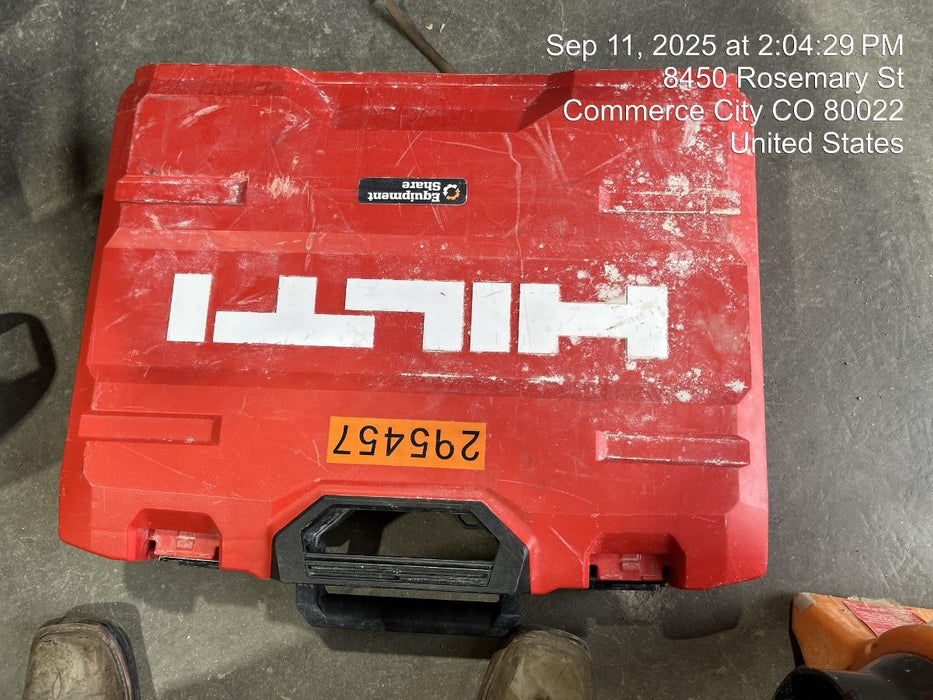 Sep 11, 2025 at 2:04:29 PM
8450 Rosemary St
Commerce City CO 80022
United States
Equipment
Share
HILTI
295457